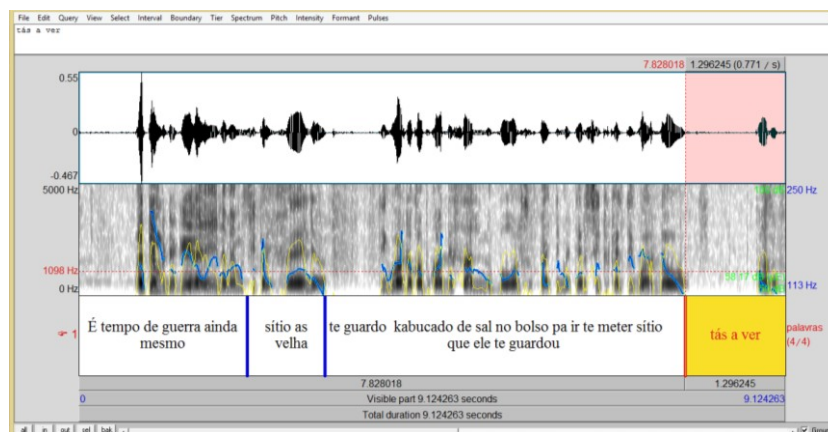 File Edit Query View Select Interval Boundary Tier Spectrum Pitch Intensity Formant Pulses
tás a ver
7.828018 1.296245 (0.771 / s)
0.55
0
-0.467
5000 Hz 250 Hz
1098 Hz
0 Hz 113 Hz
É tempo de guerra ainda
mesmo
sítio as
velha
te guardo kabucado de sal no bolso pa ir te meter sítio
que ele te guardou
tás a ver
1
palavras
(4/4)
7.828018 1.296245
0 Visible part 9.124263 seconds 9.124263
Total duration 9.124263 seconds
all in out sel bak